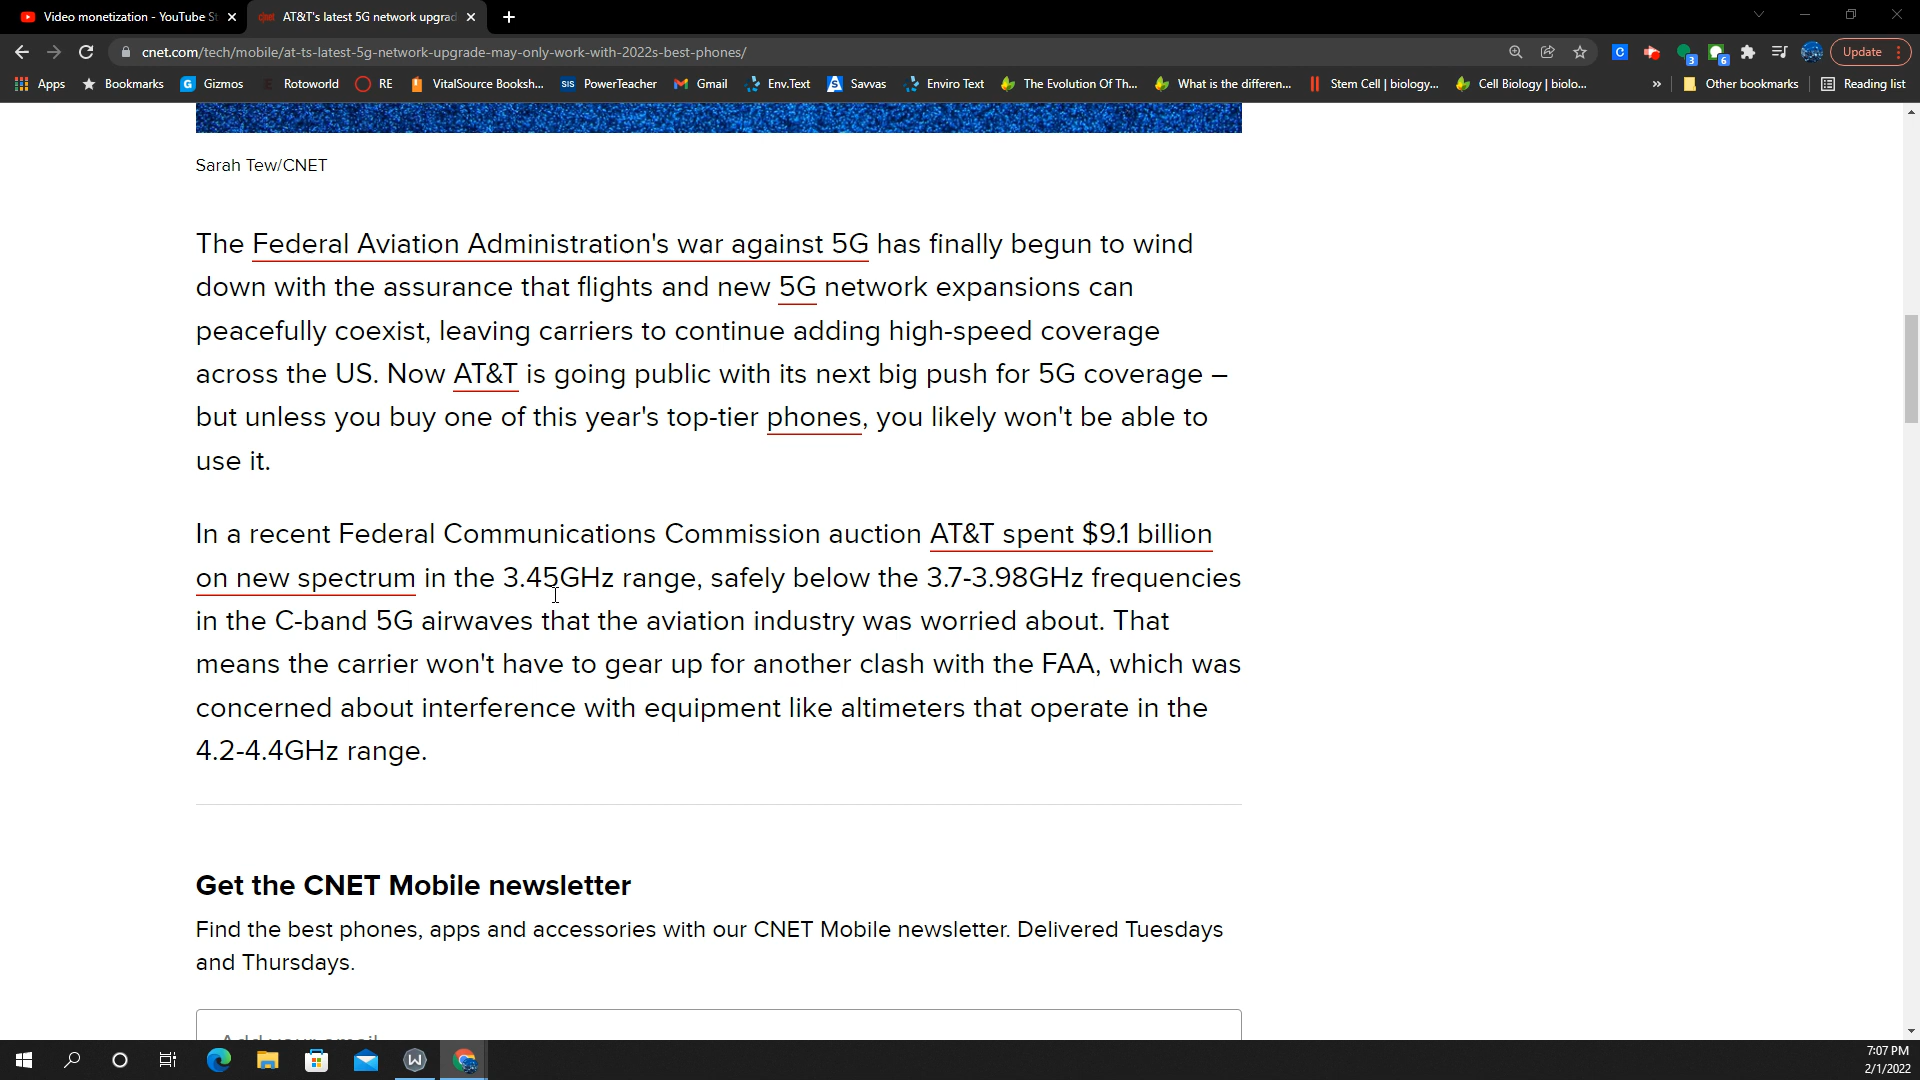 Video monetization - YouTube St
AT&T's latest 5G network upgrad
cnet.com/tech/mobile/at-ts-latest-5g-network-upgrade-may-only-work-with-2022s-best-phones/
3
6
Update
Apps
Bookmarks
Gizmos
Rotoworld
RE
VitalSource Booksh...
SIS PowerTeacher
Gmail
Env.Text
Savvas
Enviro Text
The Evolution Of Th...
What is the differen...
Stem Cell | biology...
Cell Biology | biolo...
»
Other bookmarks
Reading list
Sarah Tew/CNET
The Federal Aviation Administration's war against 5G has finally begun to wind
down with the assurance that flights and new 5G network expansions can
peacefully coexist, leaving carriers to continue adding high-speed coverage
across the US. Now AT&T is going public with its next big push for 5G coverage –
but unless you buy one of this year's top-tier phones, you likely won't be able to
use it.
In a recent Federal Communications Commission auction AT&T spent $9.1 billion
on new spectrum in the 3.45GHz range, safely below the 3.7-3.98GHz frequencies
in the C-band 5G airwaves that the aviation industry was worried about. That
means the carrier won't have to gear up for another clash with the FAA, which was
concerned about interference with equipment like altimeters that operate in the
4.2-4.4GHz range.
Get the CNET Mobile newsletter
Find the best phones, apps and accessories with our CNET Mobile newsletter. Delivered Tuesdays
and Thursdays.
Add your email
7:07 PM
2/1/2022